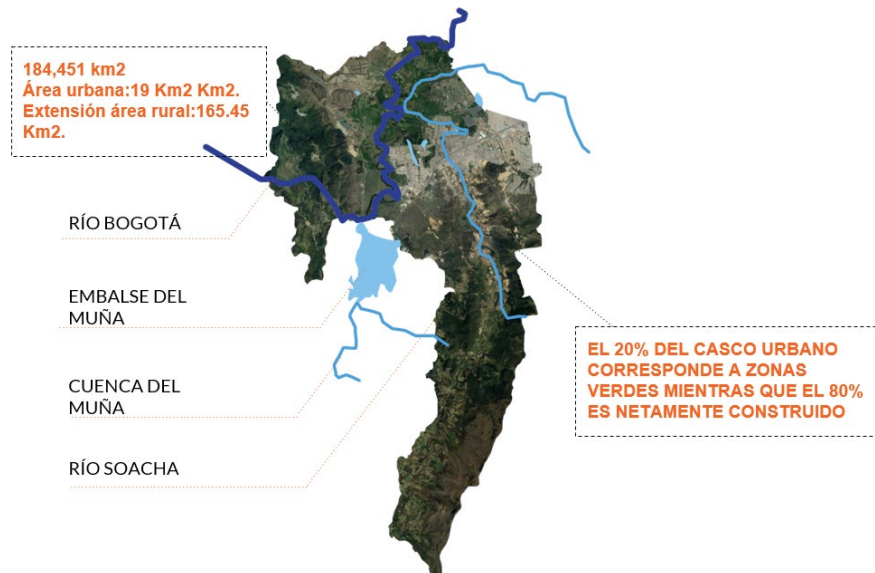 184,451 km2
Área urbana:19 Km2 Km2.
Extensión área rural:165.45
Km2.
RÍO BOGOTÁ
EMBALSE DEL
MUÑA
CUENCA DEL
MUÑA
RÍO SOACHA
EL 20% DEL CASCO URBANO
CORRESPONDE A ZONAS
VERDES MIENTRAS QUE EL 80%
ES NETAMENTE CONSTRUIDO